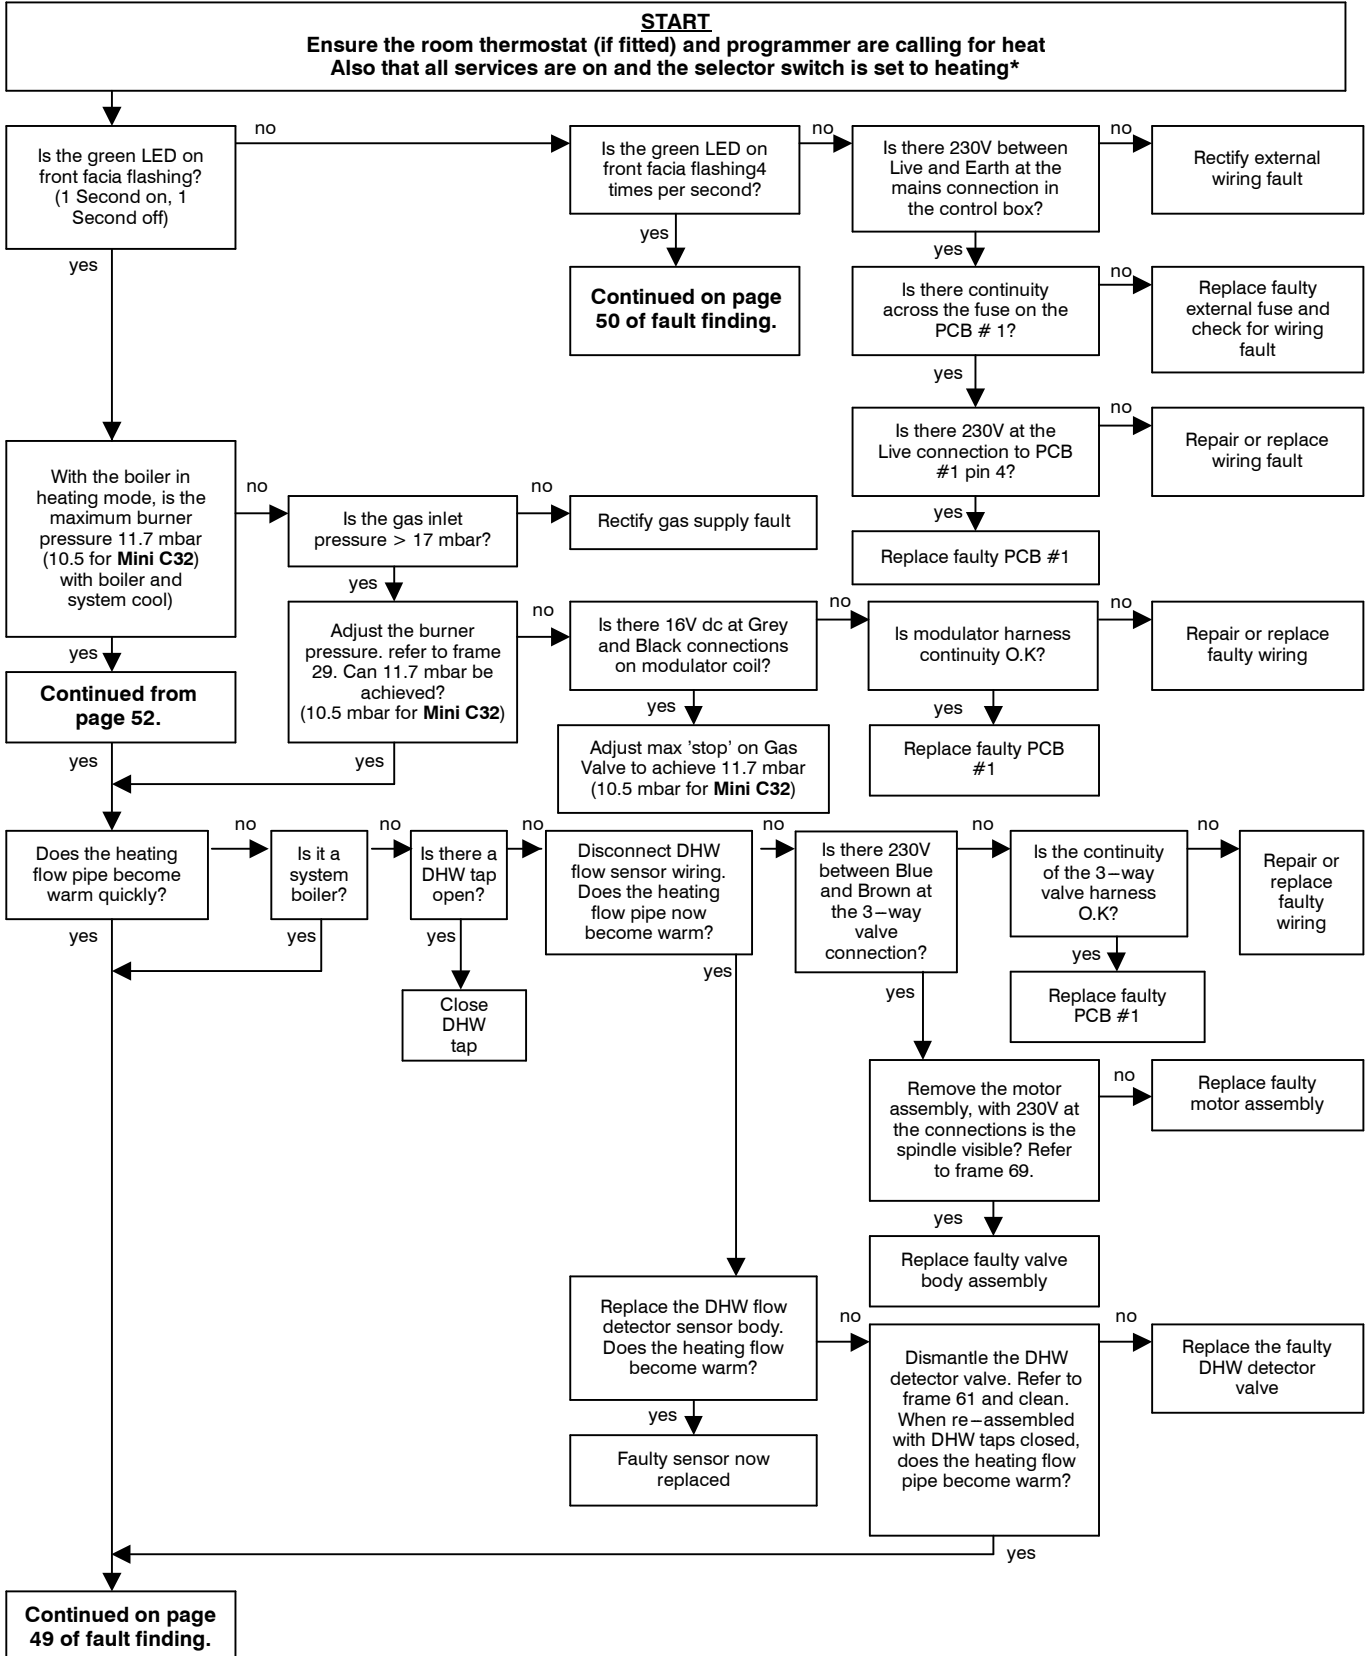 START
Ensure the room thermostat (if fitted) and programmer are calling for heat
Also that all services are on and the selector switch is set to heating*
Is the green LED on
front facia flashing?
(1 Second on, 1
Second off)
no
Is the green LED on
front facia flashing4
times per second?
no
Is there 230V between
Live and Earth at the
mains connection in
the control box?
no
Rectify external
wiring fault
yes
yes
yes
Continued on page
50 of fault finding.
Is there continuity
across the fuse on the
PCB # 1?
no
Replace faulty
external fuse and
check for wiring
fault
yes
Is there 230V at the
Live connection to PCB
#1 pin 4?
no
Repair or replace
wiring fault
yes
Replace faulty PCB #1
With the boiler in
heating mode, is the
maximum burner
pressure 11.7 mbar
(10.5 for Mini C32)
with boiler and
system cool)
no
Is the gas inlet
pressure > 17 mbar?
no
Rectify gas supply fault
yes
yes
Adjust the burner
pressure. refer to frame
29. Can 11.7 mbar be
achieved?
(10.5 mbar for Mini C32)
no
Is there 16V dc at Grey
and Black connections
on modulator coil?
no
Is modulator harness
continuity O.K?
no
Repair or replace
faulty wiring
Continued from
page 52.
yes
yes
yes
Adjust max 'stop' on Gas
Valve to achieve 11.7 mbar
(10.5 mbar for Mini C32)
yes
Replace faulty PCB
#1
Does the heating
flow pipe become
warm quickly?
no
Is it a
system
boiler?
no
Is there a
DHW tap
open?
no
Disconnect DHW
flow sensor wiring.
Does the heating
flow pipe now
become warm?
no
Is there 230V
between Blue
and Brown at
the 3−way
valve
connection?
no
Is the continuity
of the 3−way
valve harness
O.K?
no
Repair or
replace
faulty
wiring
yes
yes
yes
Close
DHW
tap
yes
yes
yes
Replace faulty
PCB #1
Remove the motor
assembly, with 230V at
the connections is the
spindle visible? Refer
to frame 69.
no
Replace faulty
motor assembly
yes
Replace faulty valve
body assembly
Replace the DHW flow
detector sensor body.
Does the heating flow
become warm?
no
Dismantle the DHW
detector valve. Refer to
frame 61 and clean.
When re−assembled
with DHW taps closed,
does the heating flow
pipe become warm?
no
Replace the faulty
DHW detector
valve
yes
Faulty sensor now
replaced
yes
Continued on page
49 of fault finding.